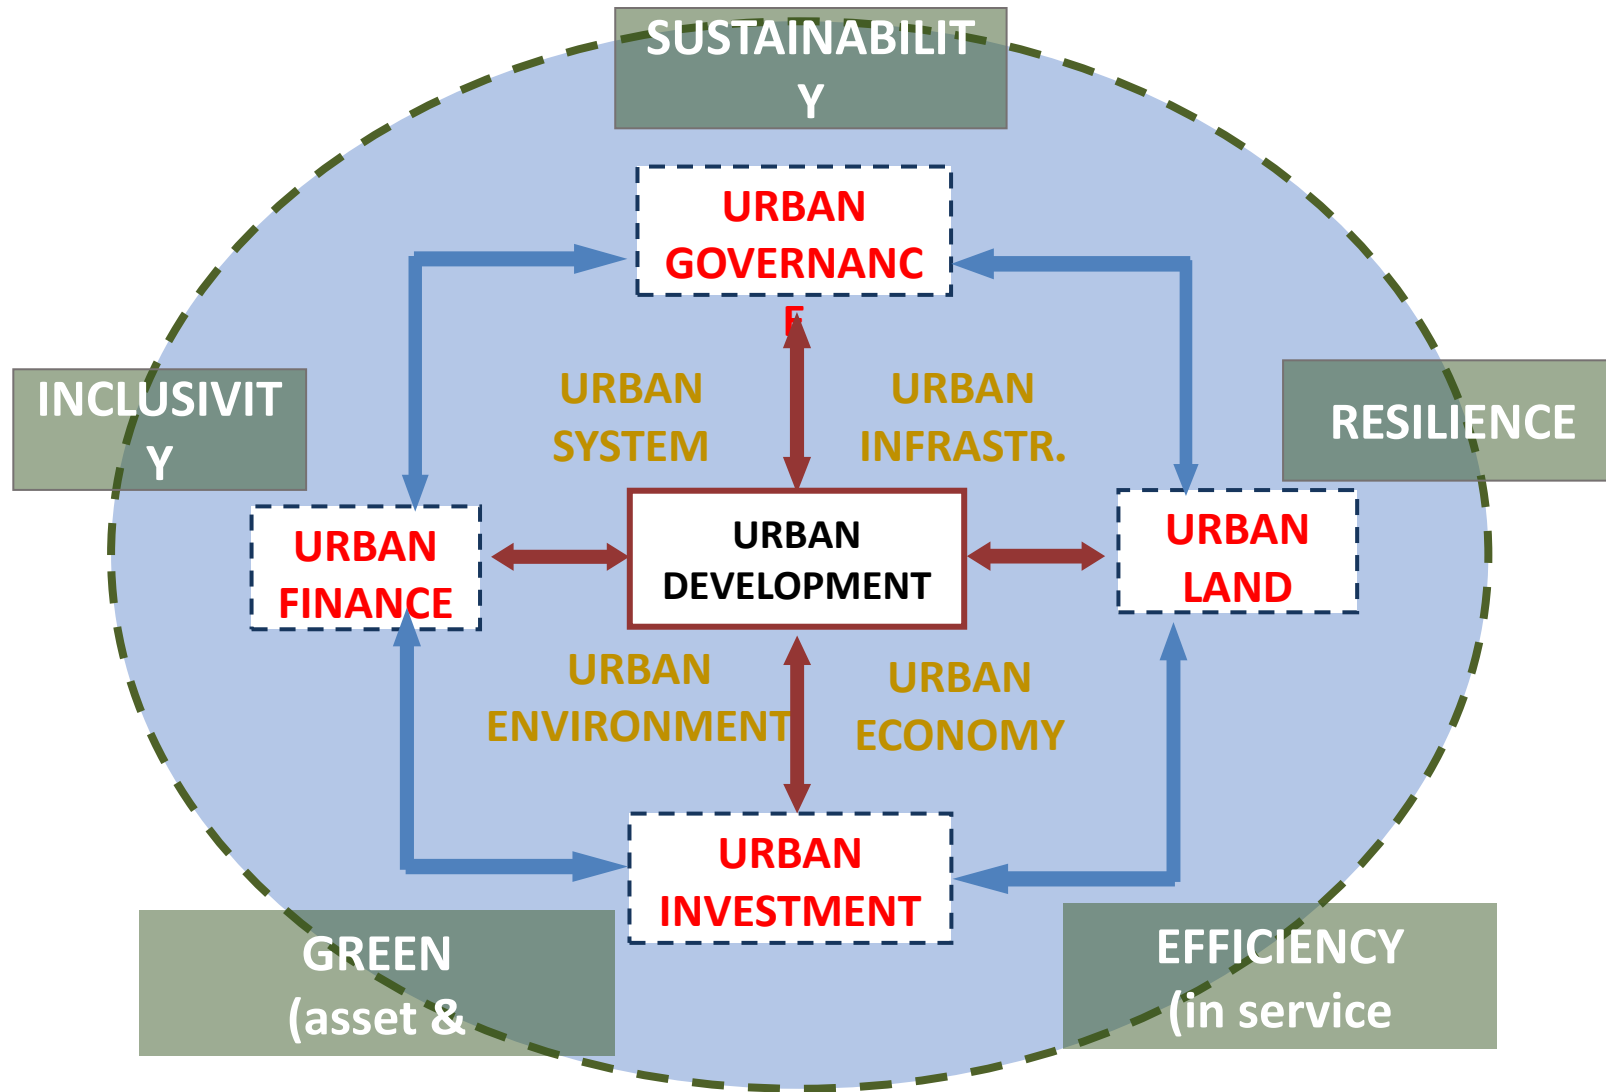 SUSTAINABILIT
Y
URBAN
GOVERNANC
E
INCLUSIVIT
Y
URBAN
SYSTEM
URBAN
INFRASTR.
RESILIENCE
URBAN
FINANCE
URBAN
DEVELOPMENT
URBAN
LAND
URBAN
ENVIRONMENT
URBAN
ECONOMY
URBAN
INVESTMENT
GREEN
(asset &
EFFICIENCY
(in service